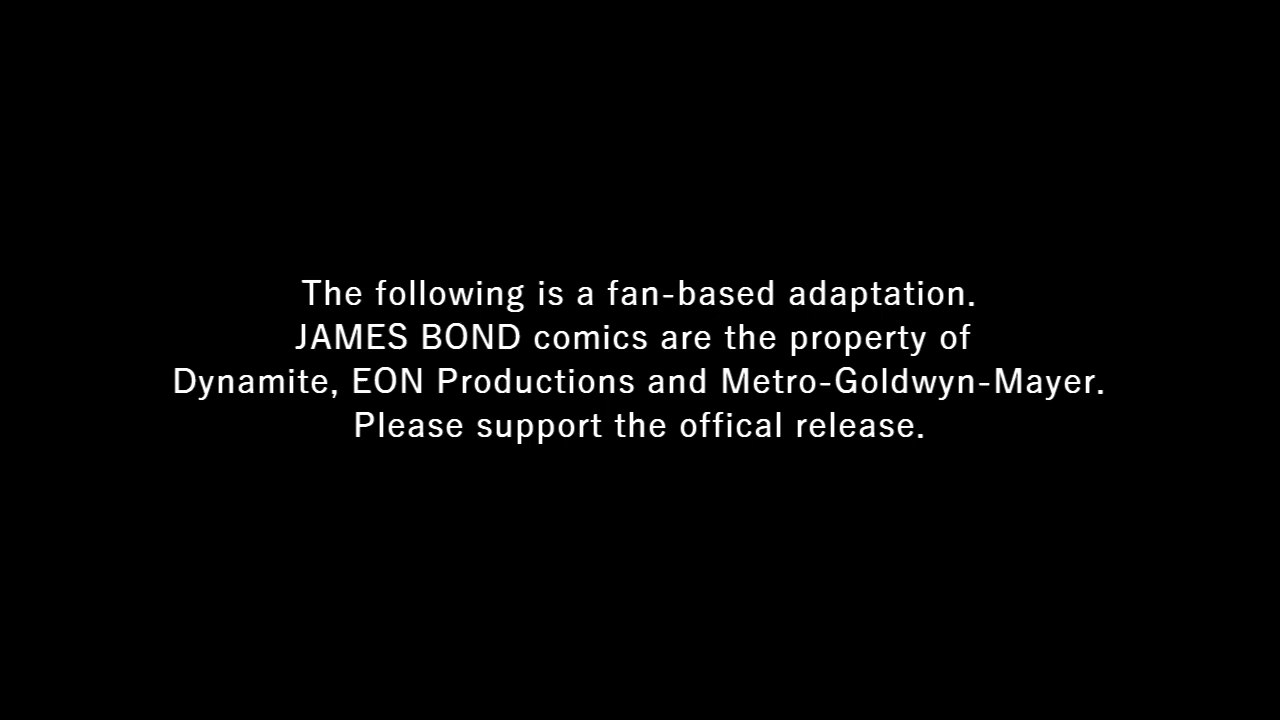 The following is a fan-based adaptation.
JAMES BOND comics are the property of
Dynamite, EON Productions and Metro-Goldwyn-Mayer.
Please support the offical release.